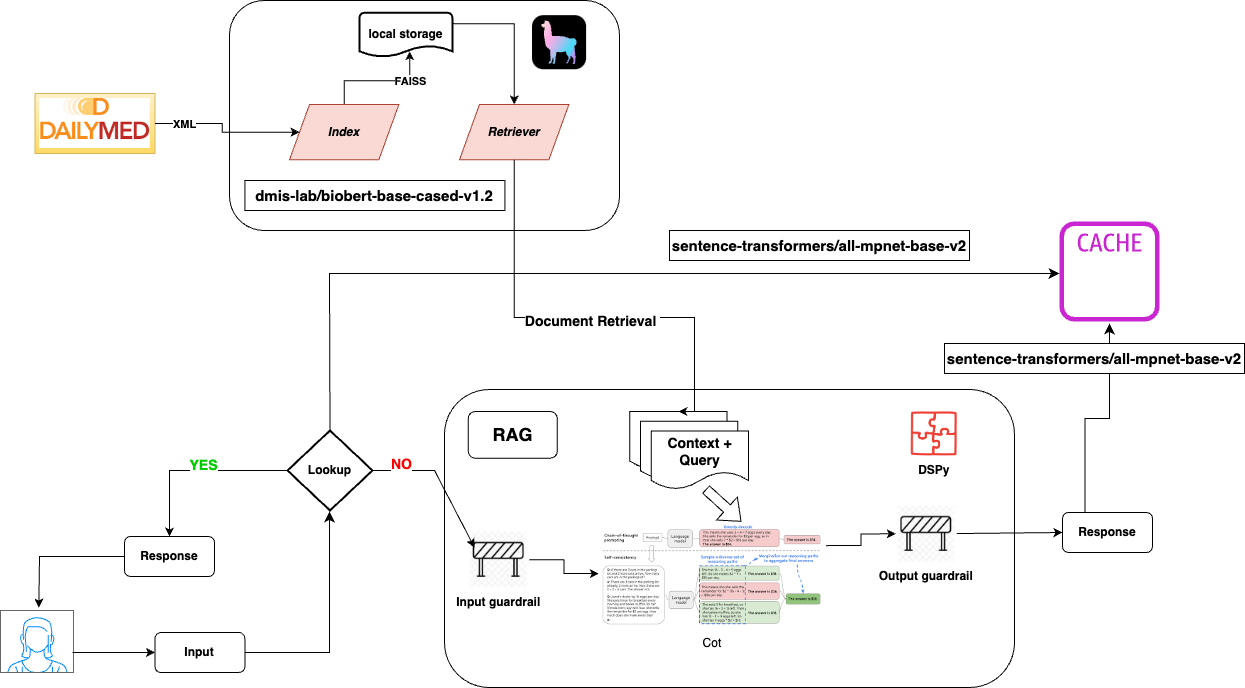 local storage
FAISS
DAILYMED
XML
Index
Retriever
dmis-lab/biobert-base-cased-v1.2
sentence-transformers/all-mpnet-base-v2
CACHE
Document Retrieval
sentence-transformers/all-mpnet-base-v2
RAG
Context +
Query
DSPy
Lookup
YES
NO
Response
Response
Input guardrail
Output guardrail
Greedy decode
Chain-of-thought
prompting
Prompt
Language
model
The answer is $14.
Self-consistency
Sample a diverse set of
reasoning paths
Marginalize out reasoning paths
to aggregate final answers
Language
model
The answer is $18.
The answer is $26.
The answer is $18.
The answer is $18.
Cot
Input